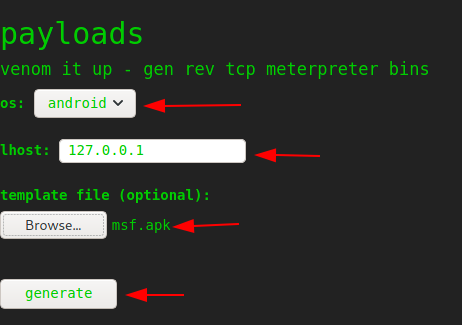 payloads
venom it up - gen rev tcp meterpreter bins
os: android
lhost: 127.0.0.1
template file (optional):
Browse... msf.apk
generate